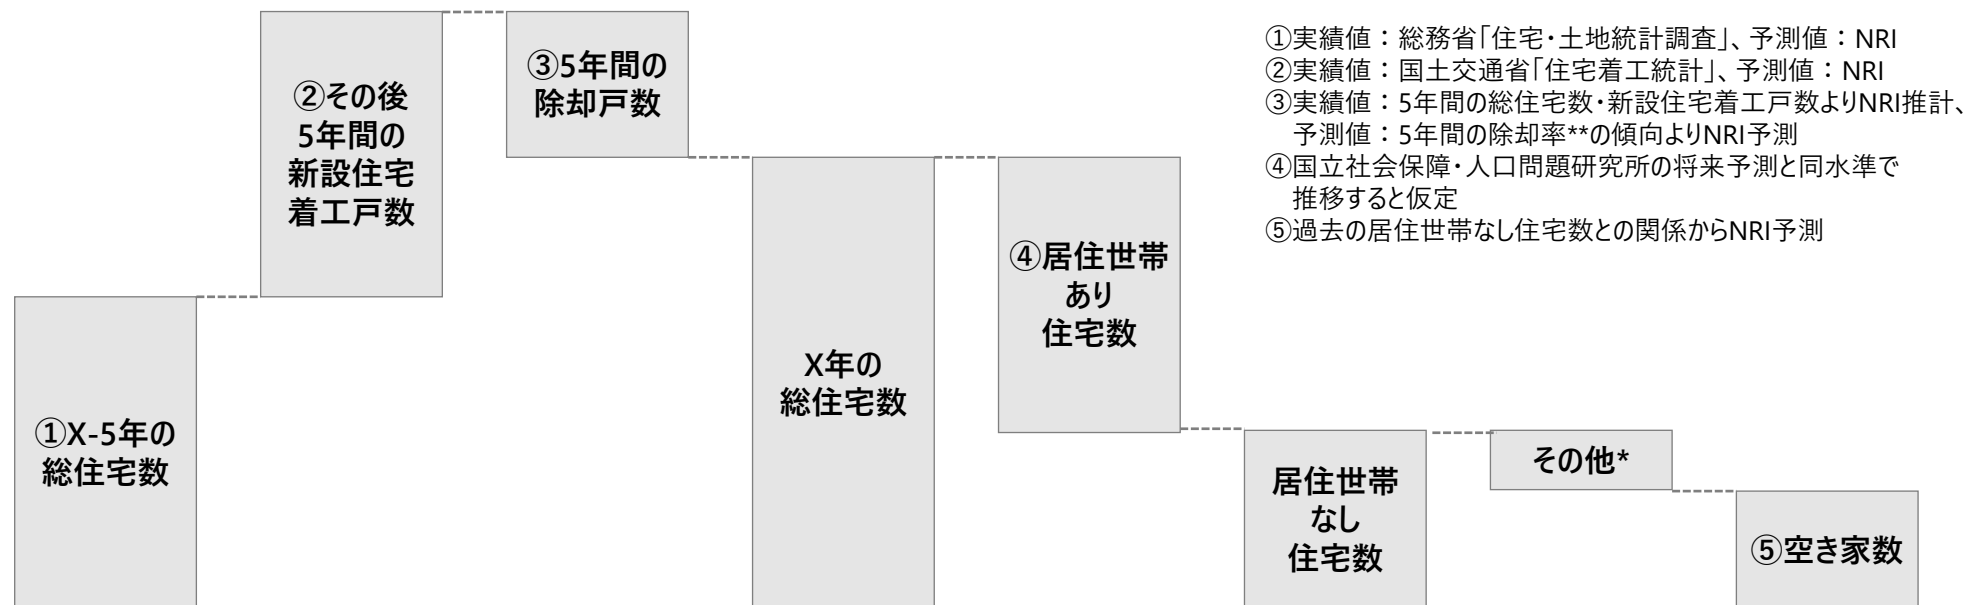 ①X-5年の
総住宅数
②その後
5年間の
新設住宅
着工戸数
③5年間の
除却戸数
X年の
総住宅数
④居住世帯
あり
住宅数
居住世帯
なし
住宅数
その他*
⑤空き家数
①実績値：総務省「住宅・土地統計調査」、予測値：NRI
②実績値：国土交通省「住宅着工統計」、予測値：NRI
③実績値：5年間の総住宅数・新設住宅着工戸数よりNRI推計、
予測値：5年間の除却率**の傾向よりNRI予測
④国立社会保障・人口問題研究所の将来予測と同水準で
推移すると仮定
⑤過去の居住世帯なし住宅数との関係からNRI予測